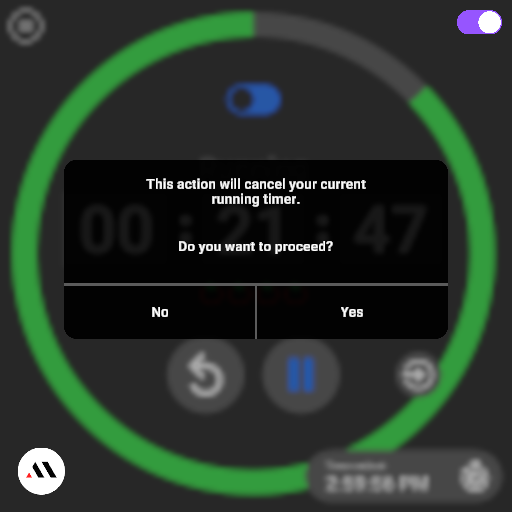 This action will cancel your current
running timer.
00 : 21 : 47
Do you want to proceed?
No
Yes
2:59:56 PM